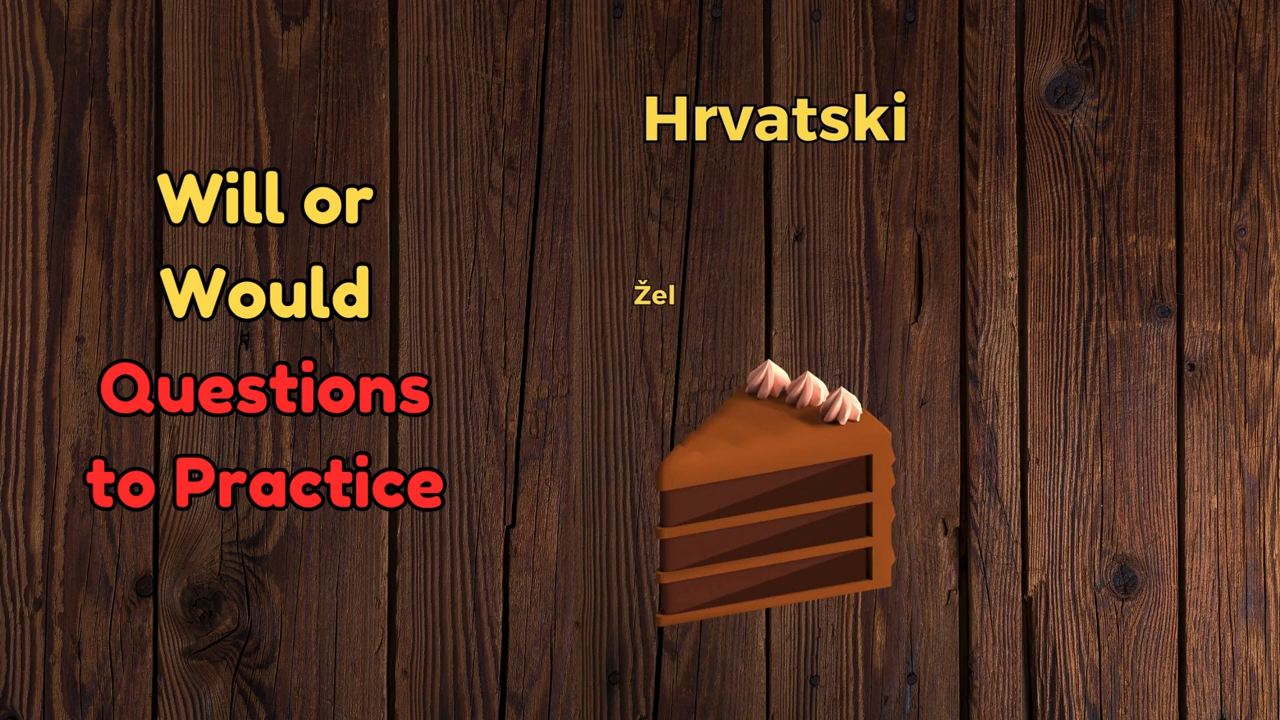 Will or
Would
Questions
to Practice
Hrvatski
Žel